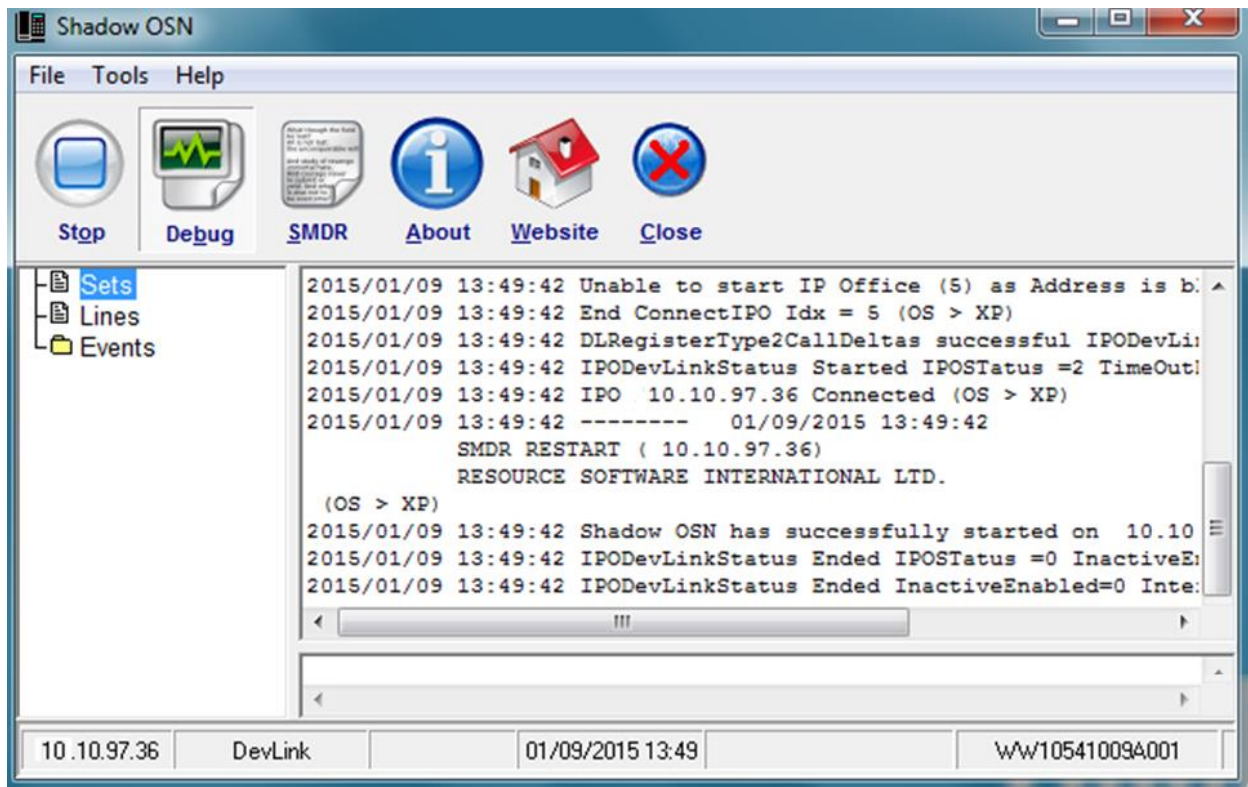 Shadow OSN
File Tools Help
Stop Debug SMDR About Website Close
Sets
Lines
Events
2015/01/09 13:49:42 Unable to start IP Office (5) as Address is
2015/01/09 13:49:42 End ConnectIPO Idx = 5 (OS > XP)
2015/01/09 13:49:42 DLRegisterType2CallDeltas successful
2015/01/09 13:49:42 IPODevLinkStatus Started IPOSTatus =2
2015/01/09 13:49:42 IPO 10.10.97.36 Connected (OS > XP)
2015/01/09 13:49:42 -------- 01/09/2015 13:49:42
SMDR RESTART ( 10.10.97.36)
RESOURCE SOFTWARE INTERNATIONAL LTD.
(OS > XP)
2015/01/09 13:49:42 Shadow OSN has successfully started on 10.10
2015/01/09 13:49:42 IPODevLinkStatus Ended IPOSTatus =0
2015/01/09 13:49:42 IPODevLinkStatus Ended InactiveEnabled=0
10.10.97.36 DevLink 01/09/2015 13:49 WW10541009A001